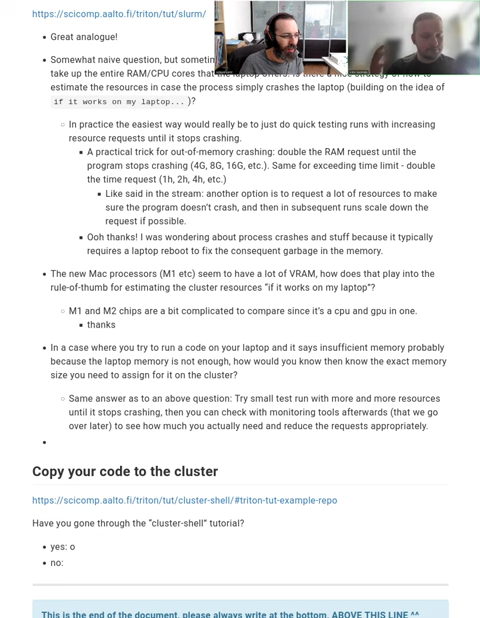 https://scicomp.aalto.fi/triton/tut/slurm/
Great analogue!
Somewhat naive question, but sometin
take up the entire RAM/CPU cores that
estimate the resources in case the process simply crashes the laptop (building on the idea of
if it works on my laptop... )?
In practice the easiest way would really be to just do quick testing runs with increasing
resource requests until it stops crashing.
A practical trick for out-of-memory crashing: double the RAM request until the
program stops crashing (4G, 8G, 16G, etc.). Same for exceeding time limit - double
the time request (1h, 2h, 4h, etc.)
Like said in the stream: another option is to request a lot of resources to make
sure the program doesn’t crash, and then in subsequent runs scale down the
request if possible.
Ooh thanks! I was wondering about process crashes and stuff because it typically
requires a laptop reboot to fix the consequent garbage in the memory.
The new Mac processors (M1 etc) seem to have a lot of VRAM, how does that play into the
rule-of-thumb for estimating the cluster resources “if it works on my laptop”?
M1 and M2 chips are a bit complicated to compare since it’s a cpu and gpu in one.
thanks
In a case where you try to run a code on your laptop and it says insufficient memory probably
because the laptop memory is not enough, how would you know then know the exact memory
size you need to assign for it on the cluster?
Same answer as to an above question: Try small test run with more and more resources
until it stops crashing, then you can check with monitoring tools afterwards (that we go
over later) to see how much you actually need and reduce the requests appropriately.
Copy your code to the cluster
https://scicomp.aalto.fi/triton/tut/cluster-shell/#triton-tut-example-repo
Have you gone through the “cluster-shell” tutorial?
yes: o
no:
This is the end of the document, please always write at the bottom, ABOVE THIS LINE ^^